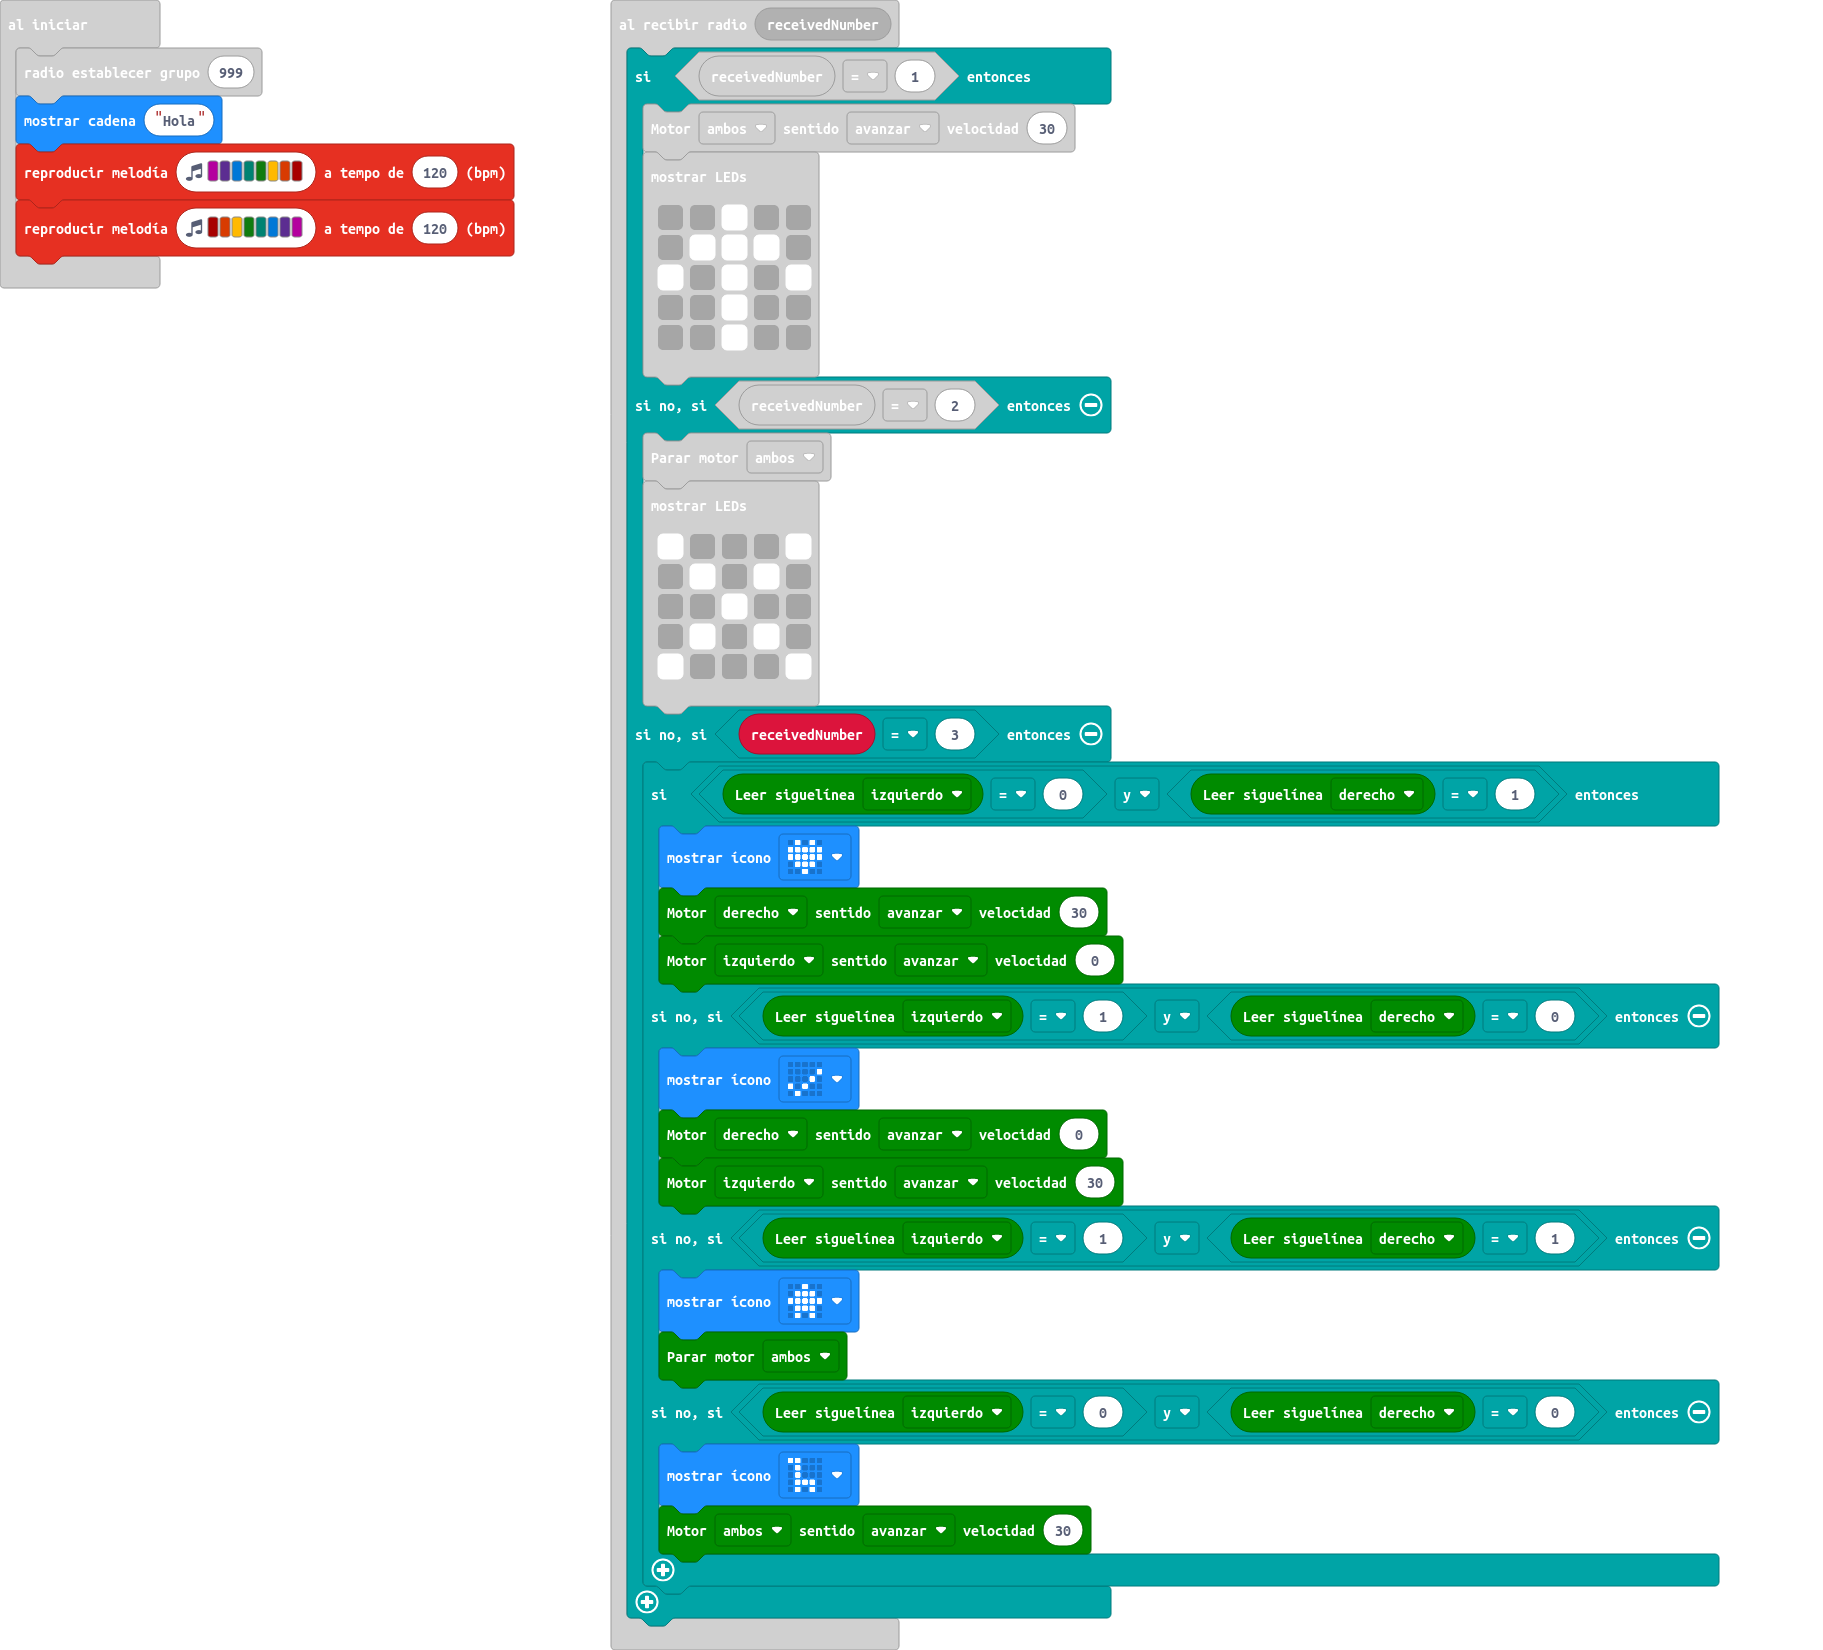 al iniciar
radio establecer grupo 999
mostrar cadena "Hola"
reproducir melodía a tempo de 120 (bpm)
reproducir melodía a tempo de 120 (bpm)
al recibir radio receivedNumber
si receivedNumber = 1 entonces
Motor ambos sentido avanzar velocidad 30
mostrar LEDs
si no, si receivedNumber = 2 entonces
Parar motor ambos
mostrar LEDs
si no, si receivedNumber = 3 entonces
si Leer siguelínea izquierdo = 0 y Leer siguelínea derecho = 1 entonces
mostrar ícono
Motor derecho sentido avanzar velocidad 30
Motor izquierdo sentido avanzar velocidad 0
si no, si Leer siguelínea izquierdo = 1 y Leer siguelínea derecho = 0 entonces
mostrar ícono
Motor derecho sentido avanzar velocidad 0
Motor izquierdo sentido avanzar velocidad 30
si no, si Leer siguelínea izquierdo = 1 y Leer siguelínea derecho = 1 entonces
mostrar ícono
Parar motor ambos
si no, si Leer siguelínea izquierdo = 0 y Leer siguelínea derecho = 0 entonces
mostrar ícono
Motor ambos sentido avanzar velocidad 30